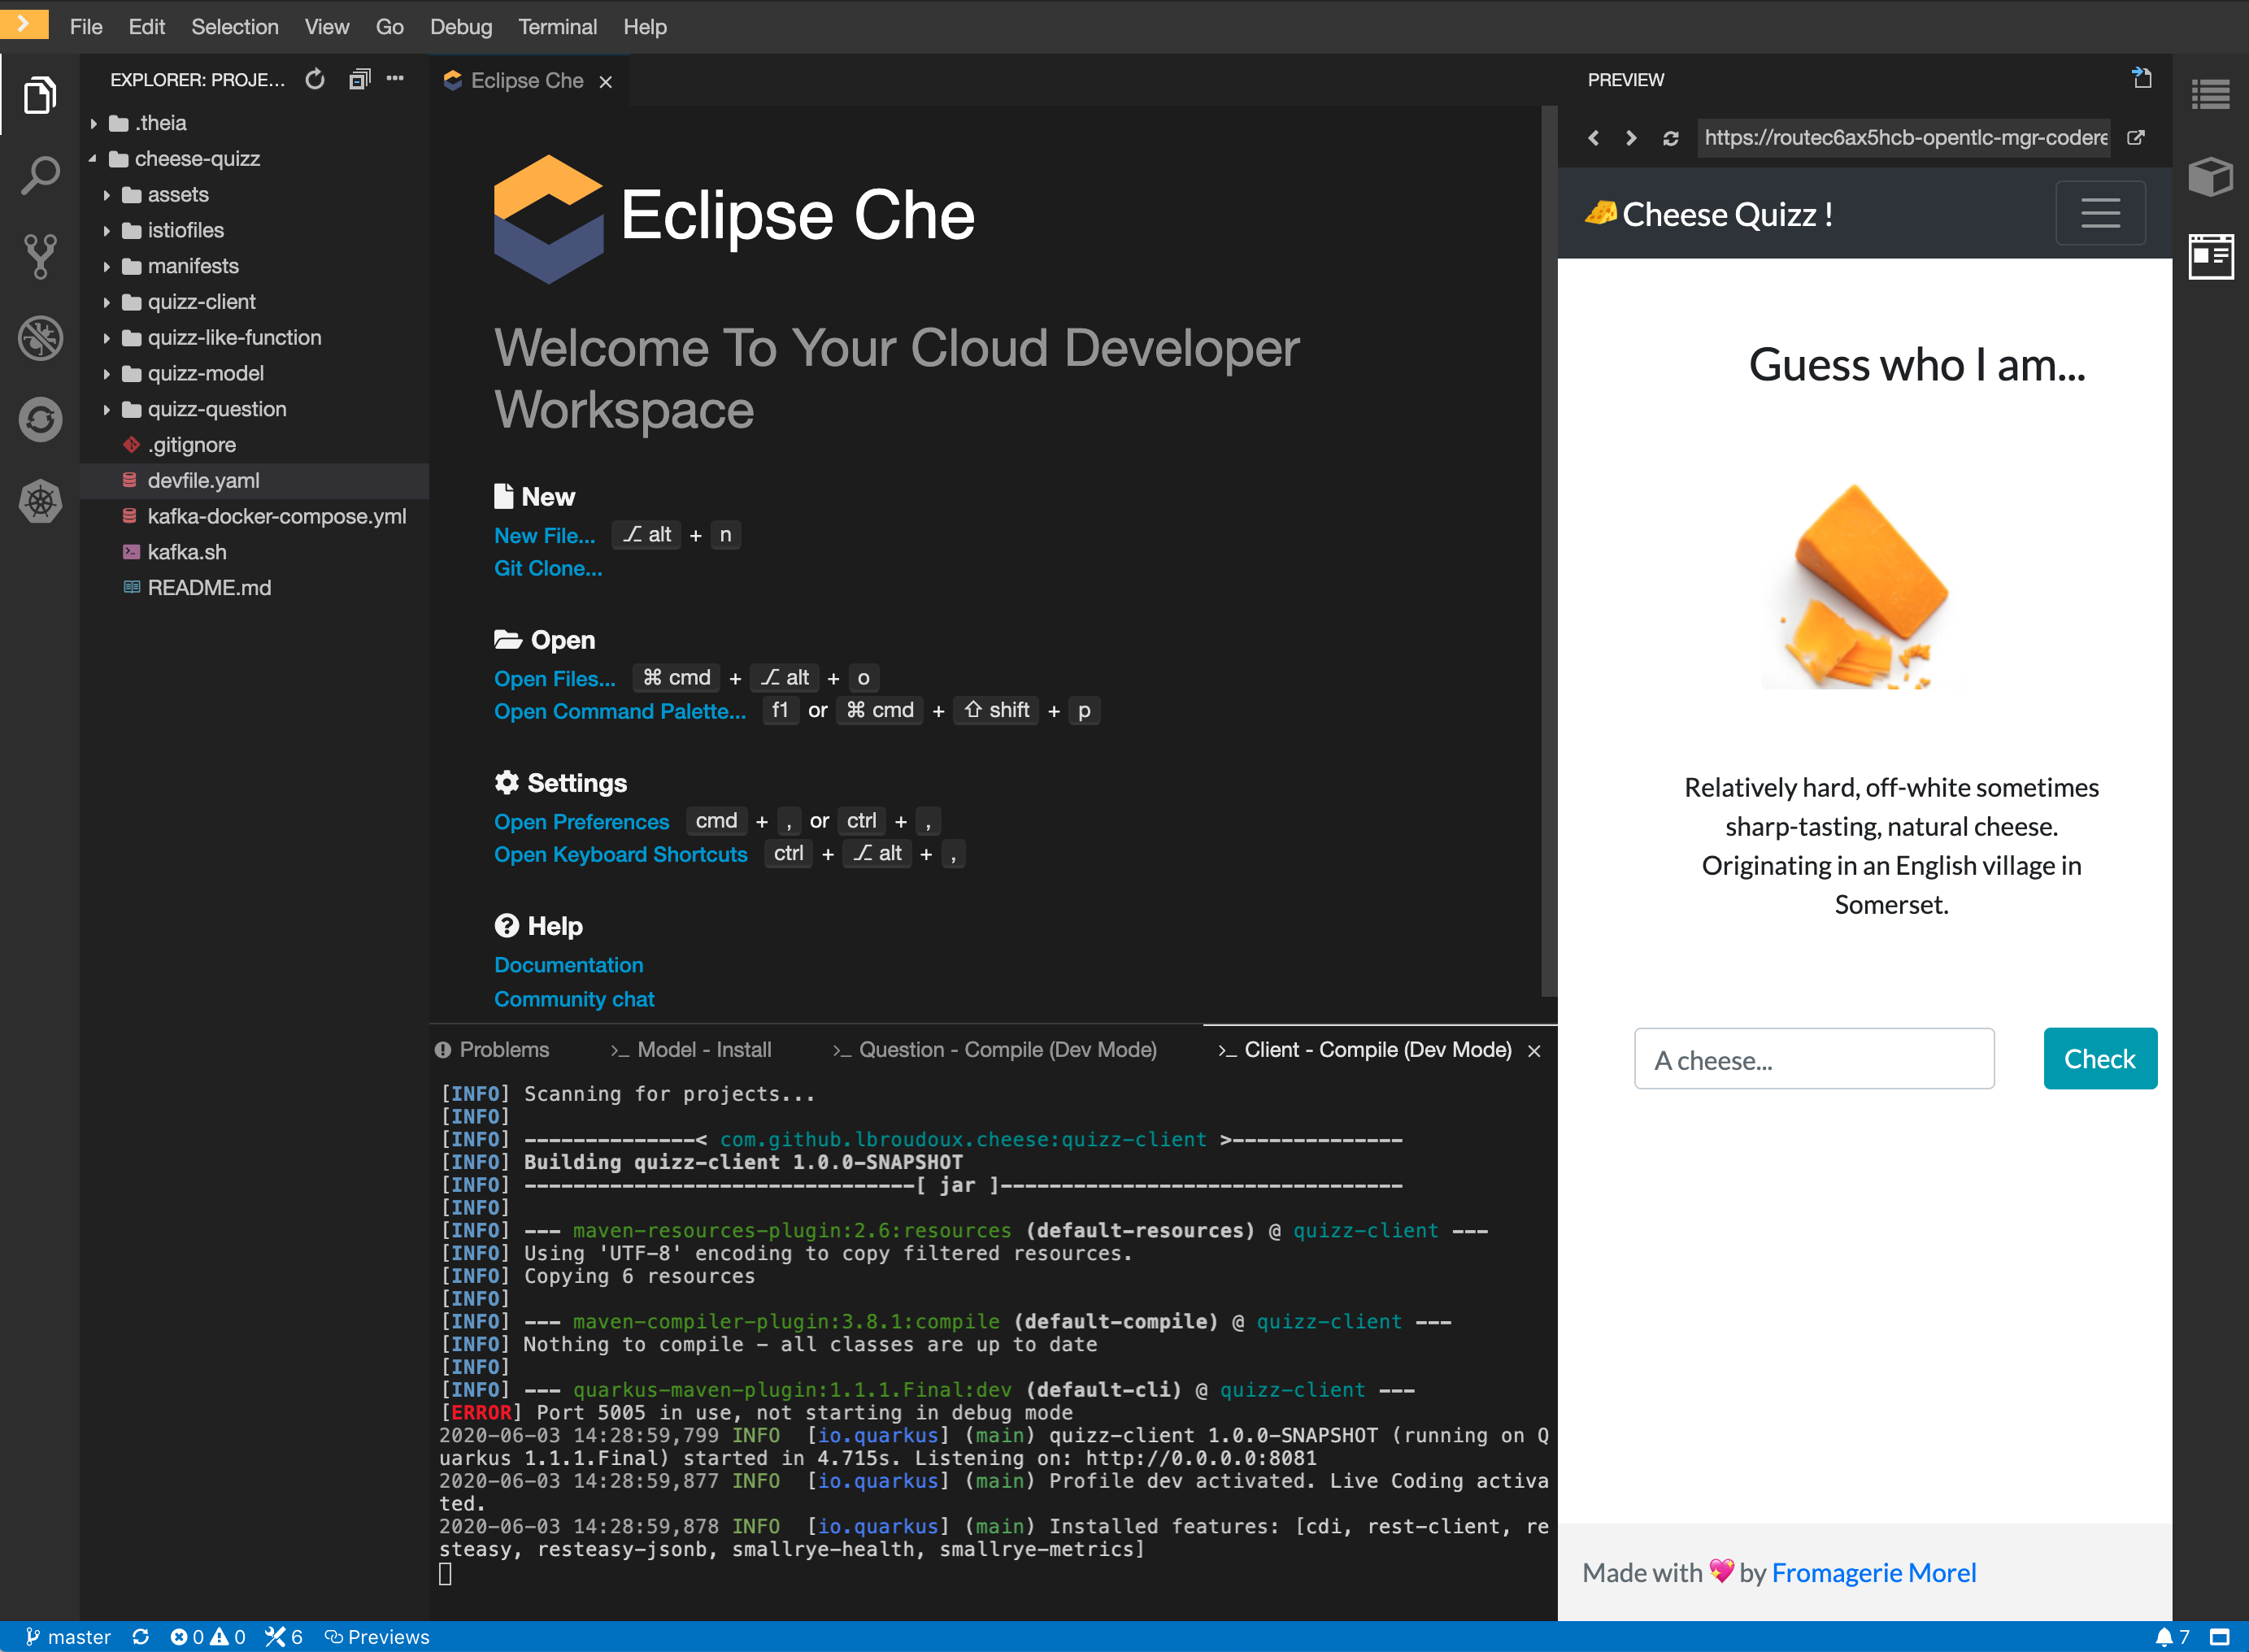 File Edit Selection View Go Debug Terminal Help
EXPLORER: PROJE...
.theia
cheese-quizz
assets
istiofiles
manifests
quizz-client
quizz-like-function
quizz-model
quizz-question
.gitignore
devfile.yaml
kafka-docker-compose.yml
kafka.sh
README.md
Eclipse Che
Eclipse Che
Welcome To Your Cloud Developer
Workspace
New
New File... ⌥ alt + n
Git Clone...
Open
Open Files... ⌘ cmd + ⌥ alt + o
Open Command Palette... f1 or ⌘ cmd + ⇧ shift + p
Settings
Open Preferences cmd + , or ctrl + ,
Open Keyboard Shortcuts ctrl + ⌥ alt + ,
Help
Documentation
Community chat
Problems >_ Model - Install >_ Question - Compile (Dev Mode) >_ Client - Compile (Dev Mode)
[INFO] Scanning for projects...
[INFO]
[INFO] --------------< com.github.lbroudoux.cheese:quizz-client >--------------
[INFO] Building quizz-client 1.0.0-SNAPSHOT
[INFO] --------------------------------[ jar ]---------------------------------
[INFO]
[INFO] --- maven-resources-plugin:2.6:resources (default-resources) @ quizz-client ---
[INFO] Using 'UTF-8' encoding to copy filtered resources.
[INFO] Copying 6 resources
[INFO]
[INFO] --- maven-compiler-plugin:3.8.1:compile (default-compile) @ quizz-client ---
[INFO] Nothing to compile - all classes are up to date
[INFO]
[INFO] --- quarkus-maven-plugin:1.1.1.Final:dev (default-cli) @ quizz-client ---
[ERROR] Port 5005 in use, not starting in debug mode
2020-06-03 14:28:59,799 INFO  [io.quarkus] (main) quizz-client 1.0.0-SNAPSHOT (running on Q
uarkus 1.1.1.Final) started in 4.715s. Listening on: http://0.0.0.0:8081
2020-06-03 14:28:59,877 INFO  [io.quarkus] (main) Profile dev activated. Live Coding activa
ted.
2020-06-03 14:28:59,878 INFO  [io.quarkus] (main) Installed features: [cdi, rest-client, re
steasy, resteasy-jsonb, smallrye-health, smallrye-metrics]
PREVIEW
https://routec6ax5hcb-opentlc-mgr-codere
🧀 Cheese Quizz !
Guess who I am...
Relatively hard, off-white sometimes
sharp-tasting, natural cheese.
Originating in an English village in
Somerset.
A cheese... Check
Made with 💖 by Fromagerie Morel
master 0 0 6 Previews 7